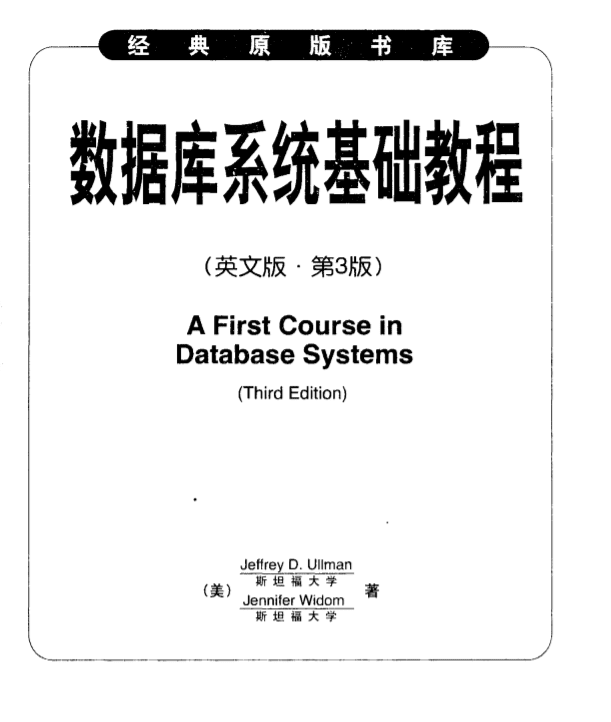 经典原版书库
数据库系统基础教程
(英文版·第3版)
A First Course in
Database Systems
(Third Edition)
Jeffrey D. Ullman
斯坦福大学
(美) 著
Jennifer Widom
斯坦福大学